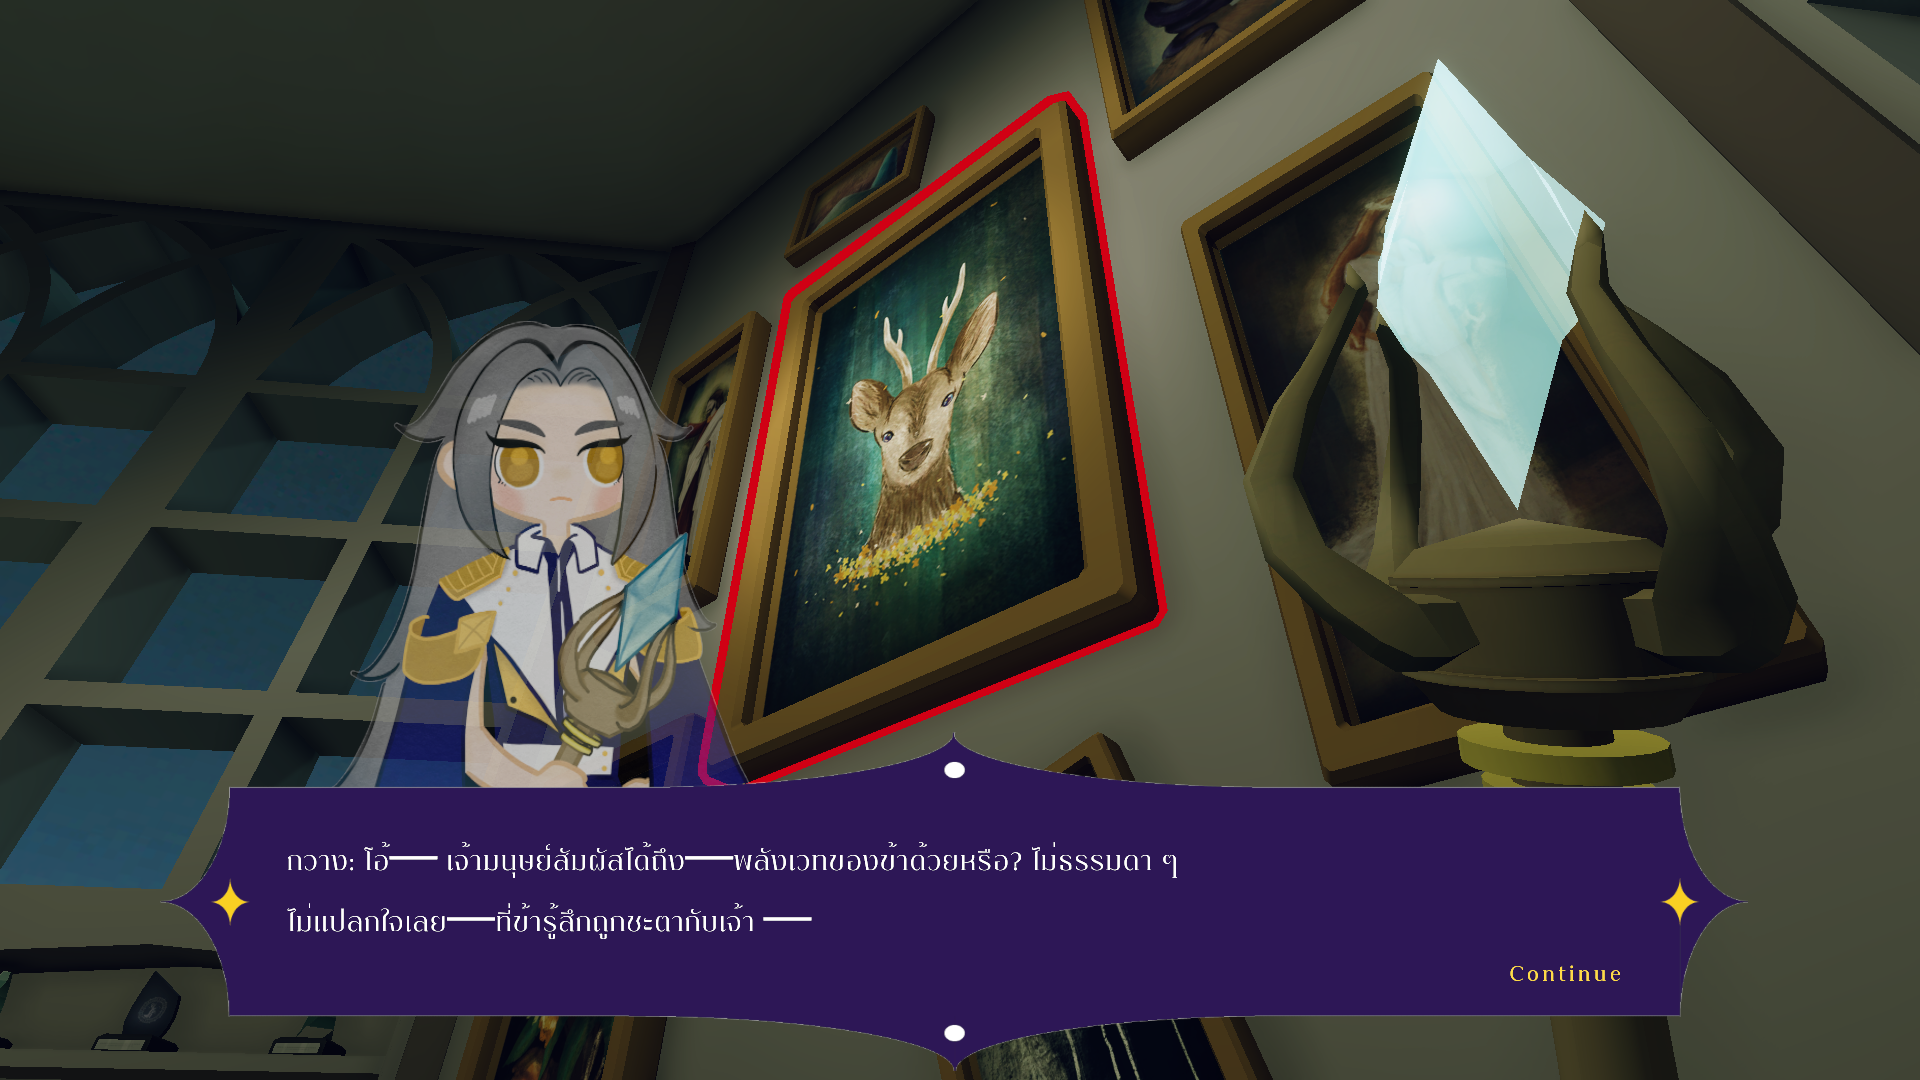 กวาง: โอ้── เจ้ามนุษย์สัมผัสได้ถึง──พลังเวทของข้าด้วยหรือ? ไม่ธรรมดา ๆ
ไม่แปลกใจเลย──ที่ข้ารู้สึกถูกชะตากับเจ้า ──
Continue